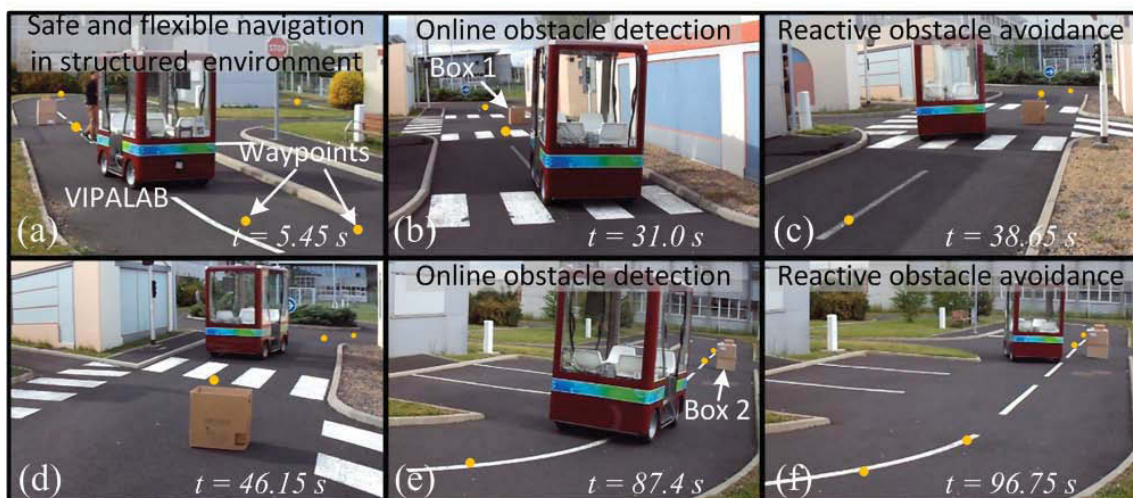 Safe and flexible navigation
in structured environment
STOP
Waypoints
VIPALAB
(a)
t = 5.45 s
Online obstacle detection
Box 1
(b)
t = 31.0 s
Reactive obstacle avoidance
(c)
t = 38.65 s
(d)
t = 46.15 s
Online obstacle detection
Box 2
(e)
t = 87.4 s
Reactive obstacle avoidance
(f)
t = 96.75 s